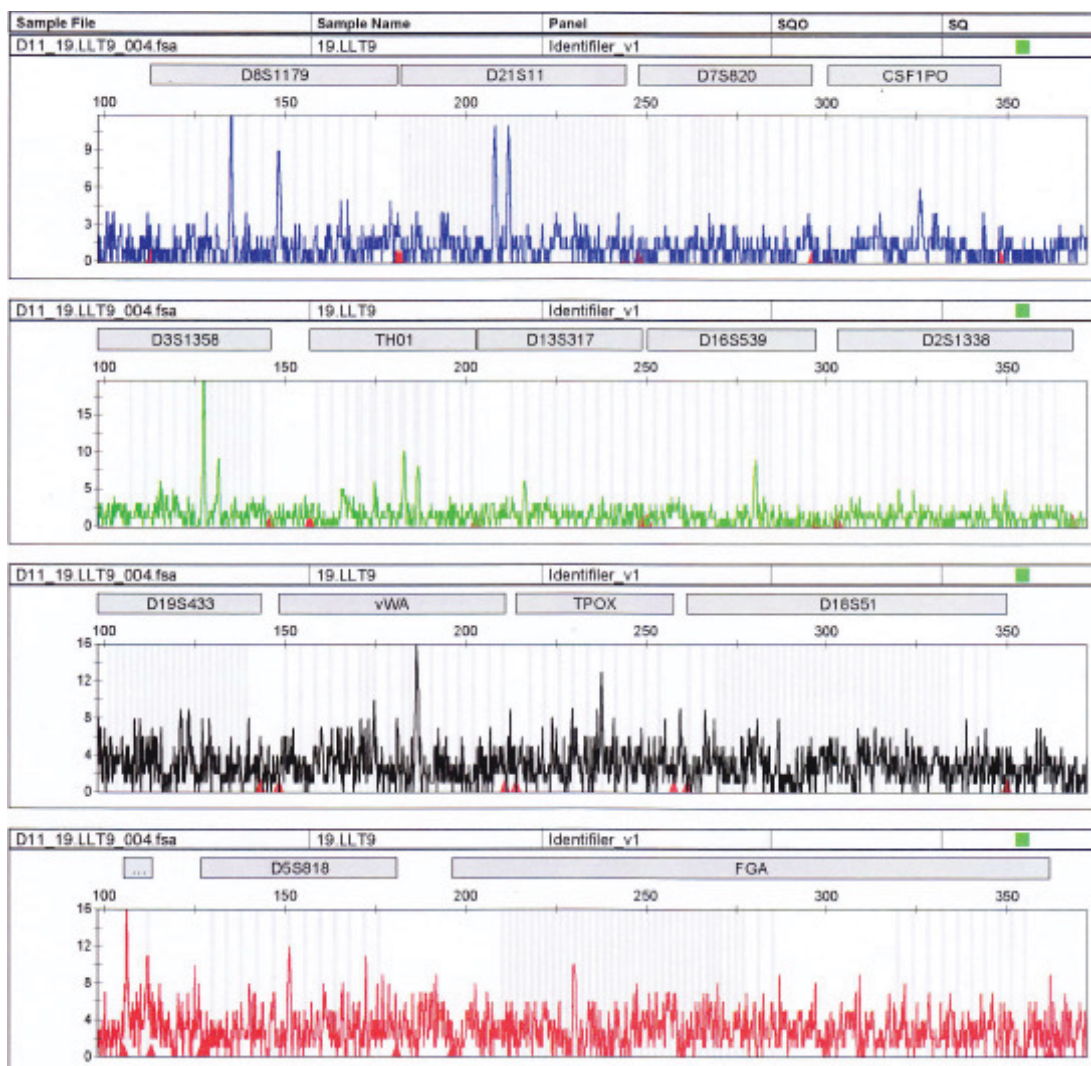 Sample File Sample Name Panel SQO SQ
D11_19.LLT9_004.fsa 19.LLT9 Identifiler_v1
D8S1179 D21S11 D7S820 CSF1PO
100 150 200 250 300 350
9
6
3
0
D11_19.LLT9_004.fsa 19.LLT9 Identifiler_v1
D3S1358 TH01 D13S317 D16S539 D2S1338
100 150 200 250 300 350
15
10
5
0
D11_19.LLT9_004.fsa 19.LLT9 Identifiler_v1
D19S433 vWA TPOX D18S51
100 150 200 250 300 350
16
12
8
4
0
D11_19.LLT9_004.fsa 19.LLT9 Identifiler_v1
... D5S818 FGA
100 150 200 250 300 350
16
12
8
4
0